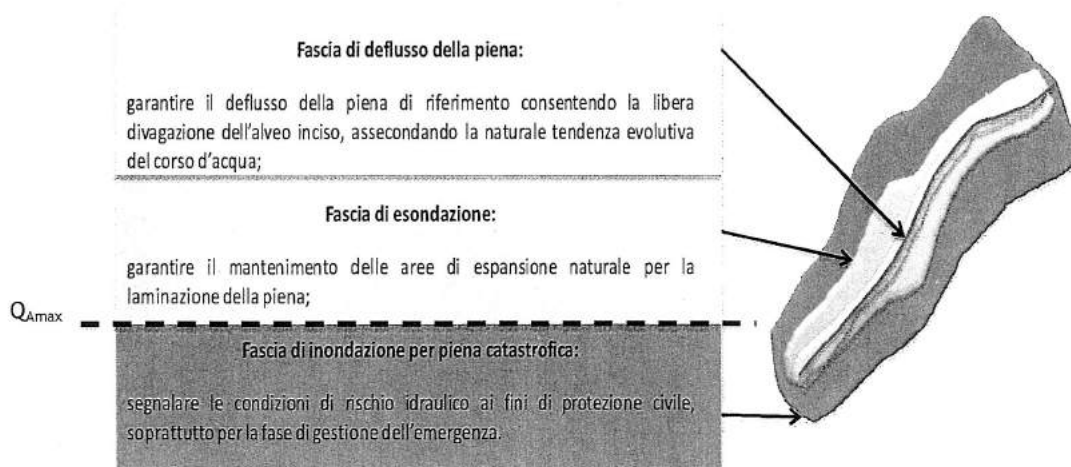 Fascia di deflusso della piena:
garantire il deflusso della piena di riferimento consentendo la libera
divagazione dell'alveo inciso, assecondando la naturale tendenza evolutiva
del corso d'acqua;
Fascia di esondazione:
garantire il mantenimento delle aree di espansione naturale per la
laminazione della piena;
QAmax
Fascia di inondazione per piena catastrofica:
segnalare le condizioni di rischio idraulico ai fini di protezione civile,
soprattutto per la fase di gestione dell'emergenza.